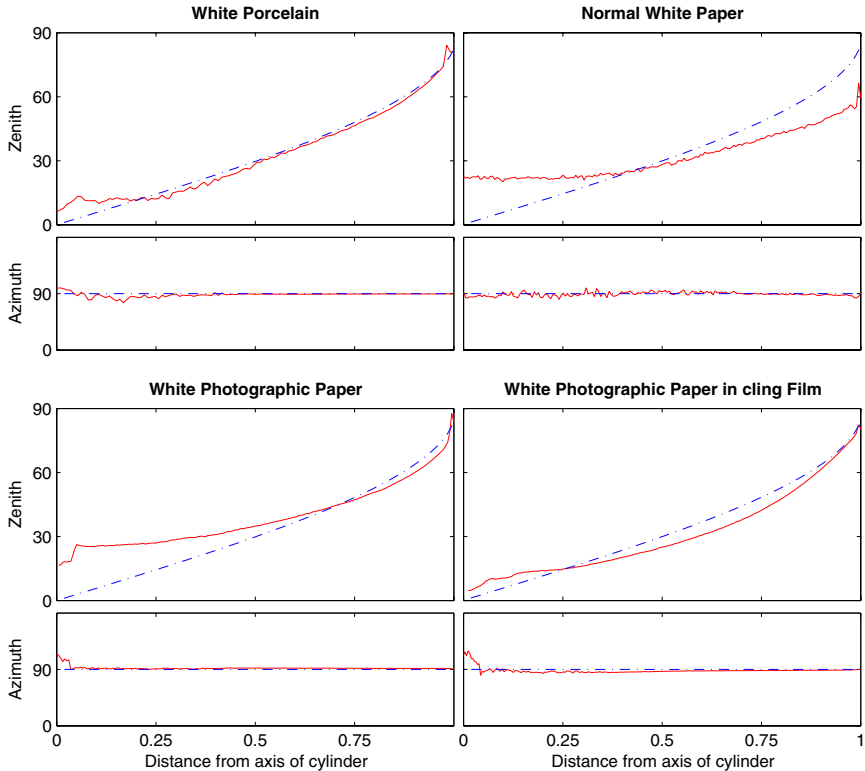 White Porcelain
Normal White Paper
90
60
30
0
Zenith
90
0
Azimuth
White Photographic Paper
White Photographic Paper in cling Film
90
60
30
0
Zenith
90
0
Azimuth
0 0.25 0.5 0.75 0 0.25 0.5 0.75 1
Distance from axis of cylinder
Distance from axis of cylinder